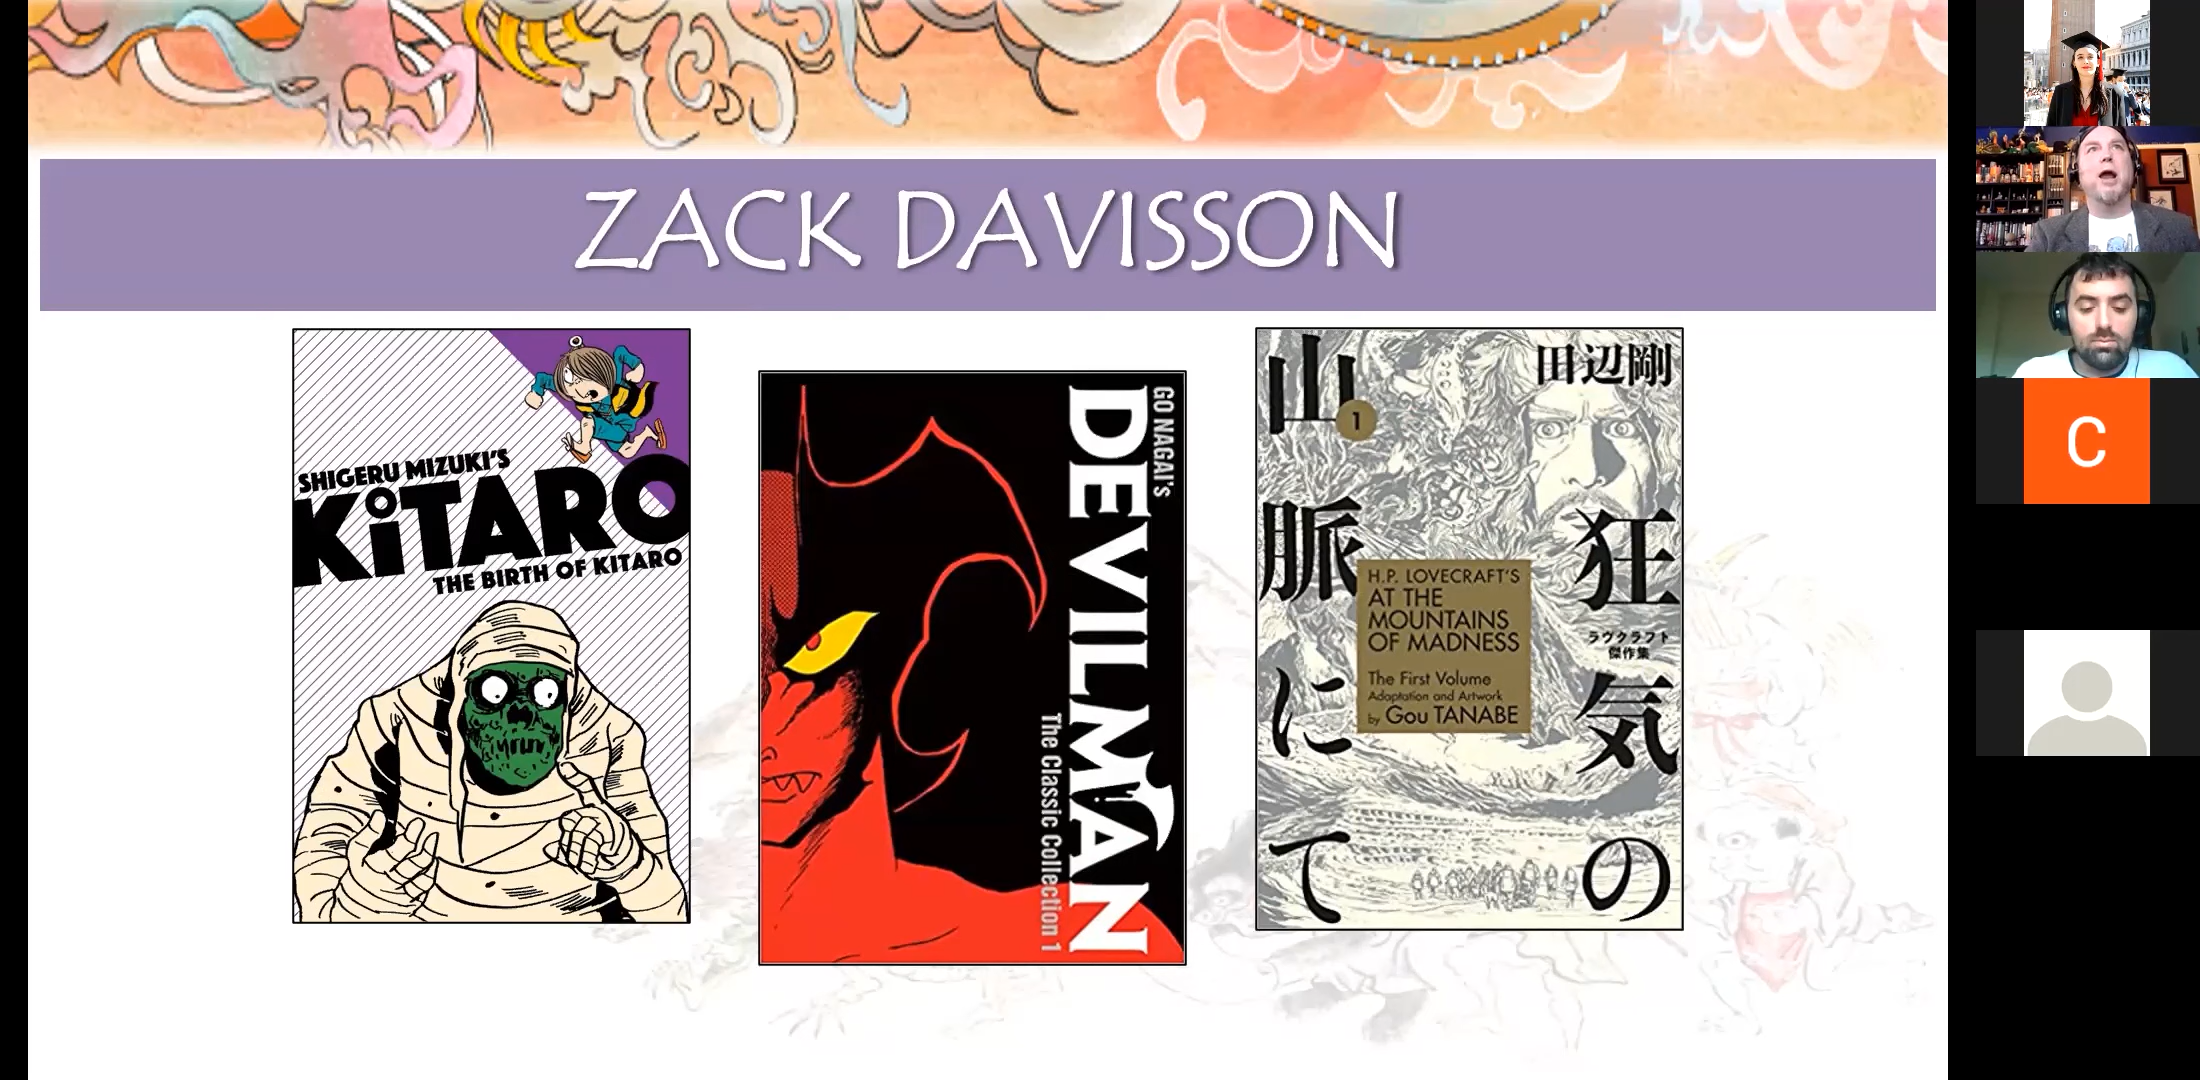 ZACK DAVISSON
SHIGERU MIZUKI'S
KiTARO
THE BIRTH OF KITARO
GO NAGAI's
DEVILMAN
The Classic Collection 1
田辺剛
狂気の
山脈にて
1
ラヴクラフト
傑作集
H.P. LOVECRAFT'S
AT THE
MOUNTAINS
OF MADNESS
The First Volume
Adaptation and Artwork
by Gou TANABE
C